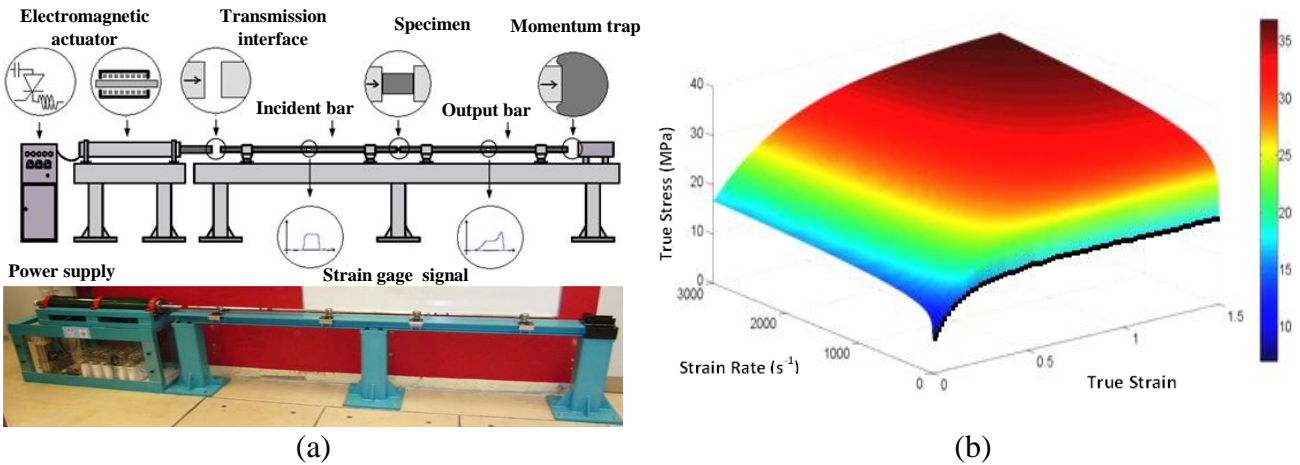 Electromagnetic
actuator
Transmission
interface
Specimen
Momentum trap
Incident bar
Output bar
Power supply
Strain gage signal
(a)
True Stress (MPa)
40
30
20
10
0
3000
2000
1000
0
Strain Rate (s⁻¹)
0
0.5
1
1.5
True Strain
35
30
25
20
15
10
(b)